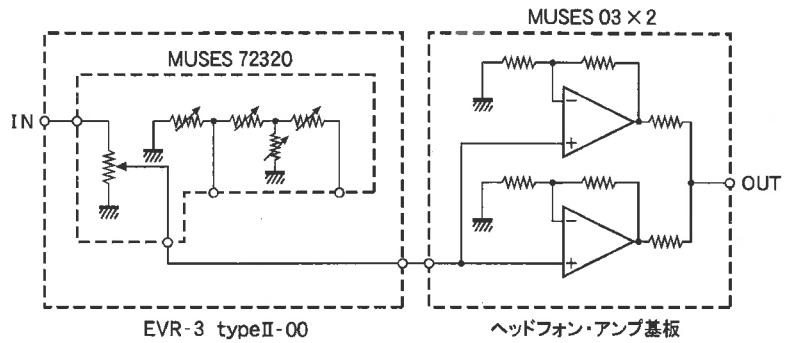 MUSES 03×2
MUSES 72320
IN
OUT
EVR-3 typeⅡ-00
ヘッドフォン・アンプ基板